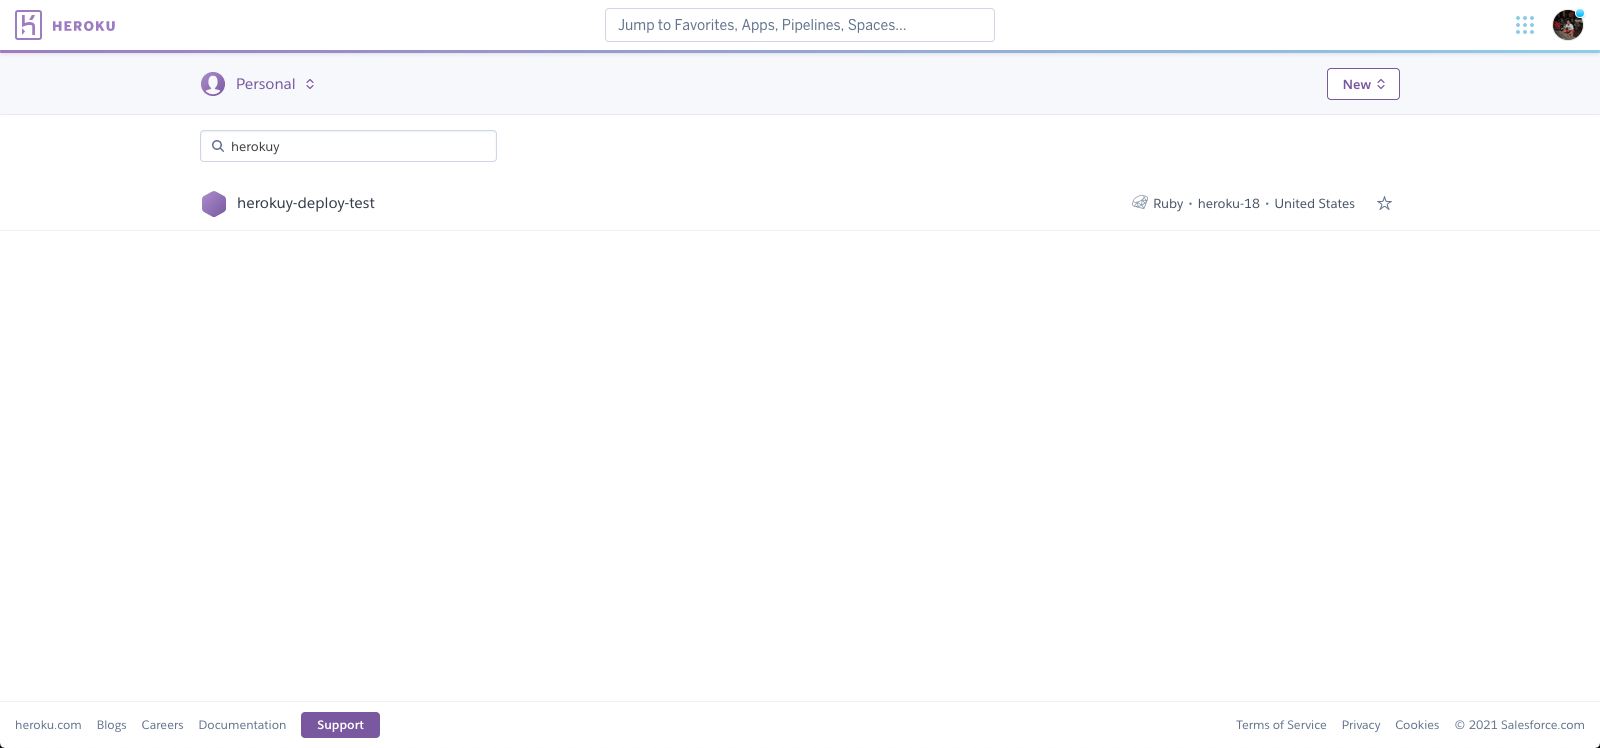 HEROKU
Jump to Favorites, Apps, Pipelines, Spaces...
Personal
New
herokuy
herokuy-deploy-test
Ruby • heroku-18 • United States
heroku.com Blogs Careers Documentation Support
Terms of Service Privacy Cookies © 2021 Salesforce.com